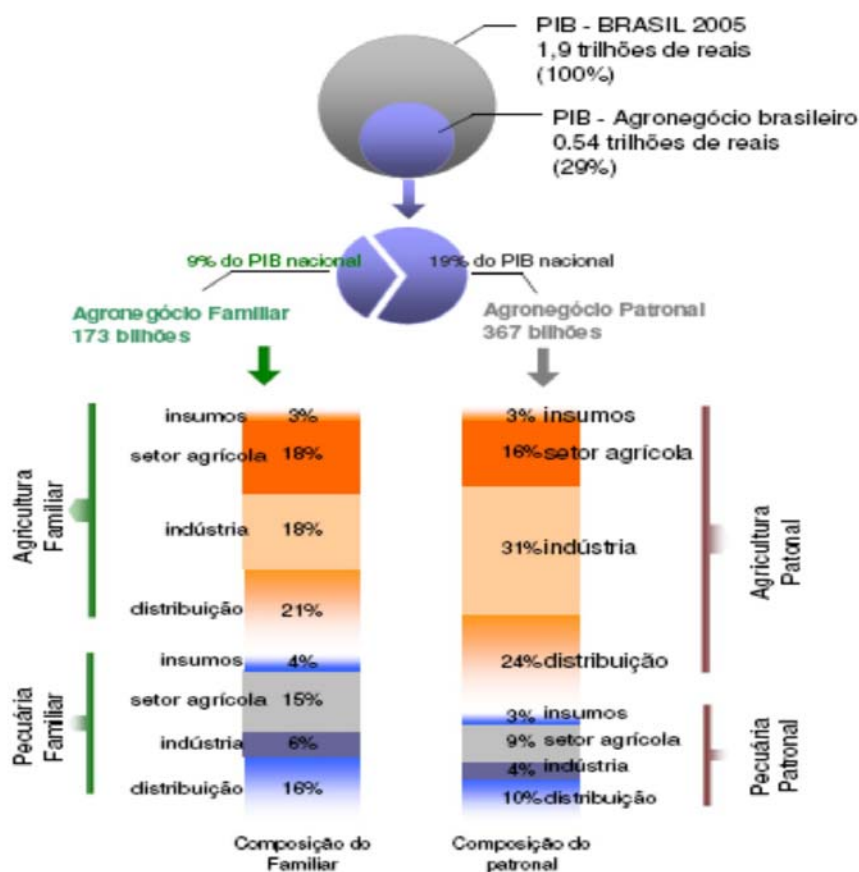 PIB - BRASIL 2005
1,9 trilhões de reais
(100%)
PIB - Agronegócio brasileiro
0.54 trilhões de reais
(29%)
9% do PIB nacional
19% do PIB nacional
Agronegócio Familiar
173 bilhões
Agronegócio Patronal
367 bilhões
Agricultura
Familiar
insumos 3%
setor agrícola 18%
indústria 18%
distribuição 21%
Pecuária
Familiar
insumos 4%
setor agrícola 15%
indústria 6%
distribuição 16%
Composição do
Familiar
3% insumos
16% setor agrícola
31% indústria
24% distribuição
Agricultura
Patonal
3% insumos
9% setor agrícola
4% indústria
10% distribuição
Pecuária
Patronal
Composição do
patronal